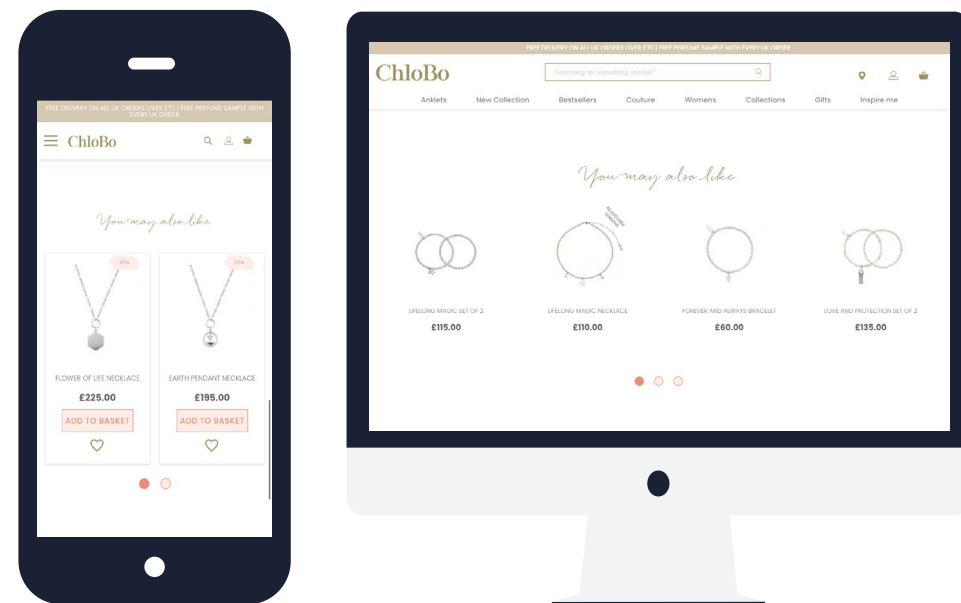 FREE DELIVERY ON ALL UK ORDERS OVER £70 | FREE PERFUME SAMPLE WITH
EVERY UK ORDER
ChloBo
You may also like
FLOWER OF LIFE NECKLACE
£225.00
ADD TO BASKET
EARTH PENDANT NECKLACE
£195.00
ADD TO BASKET
FREE DELIVERY ON ALL UK ORDERS OVER £70 | FREE PERFUME SAMPLE WITH EVERY UK ORDER
ChloBo
Searching for something special?
Anklets New Collection Bestsellers Couture Womens Collections Gifts Inspire me
You may also like
LIFELONG MAGIC SET OF 2
£115.00
LIFELONG MAGIC NECKLACE
£110.00
FOREVER AND ALWAYS BRACELET
£60.00
LOVE AND PROTECTION SET OF 2
£135.00